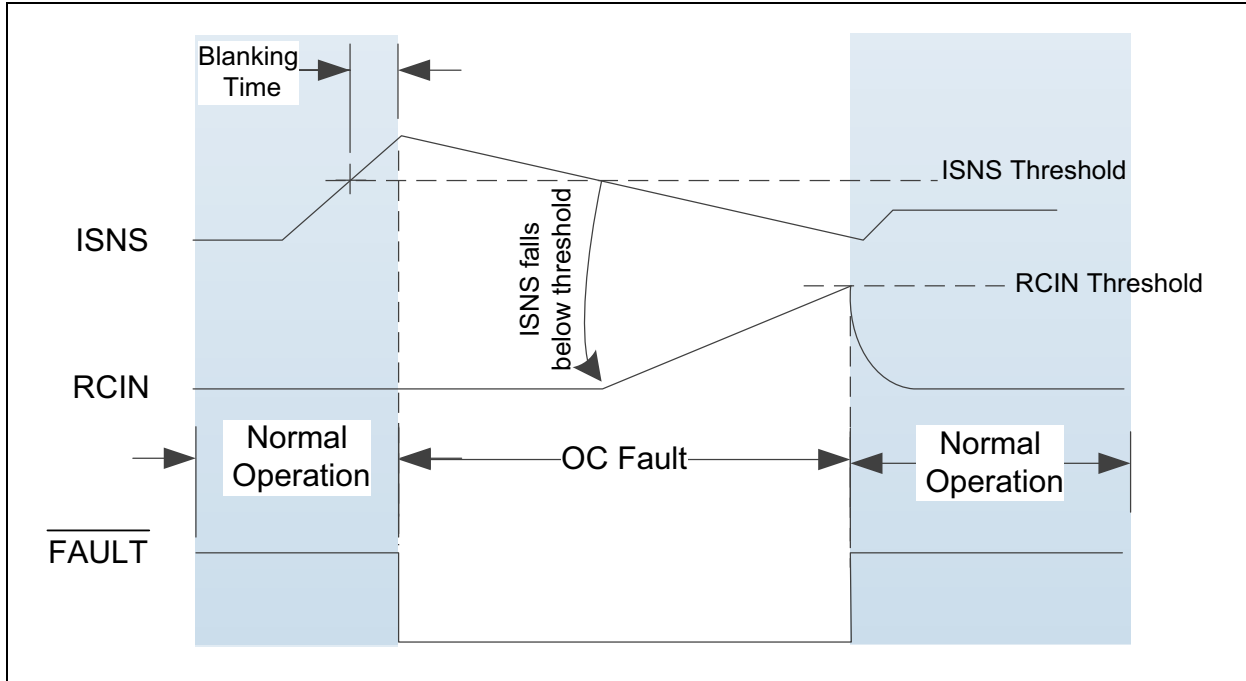 Blanking
Time
ISNS Threshold
ISNS
ISNS falls
below threshold
RCIN Threshold
RCIN
Normal
Operation
OC Fault
Normal
Operation
FAULT